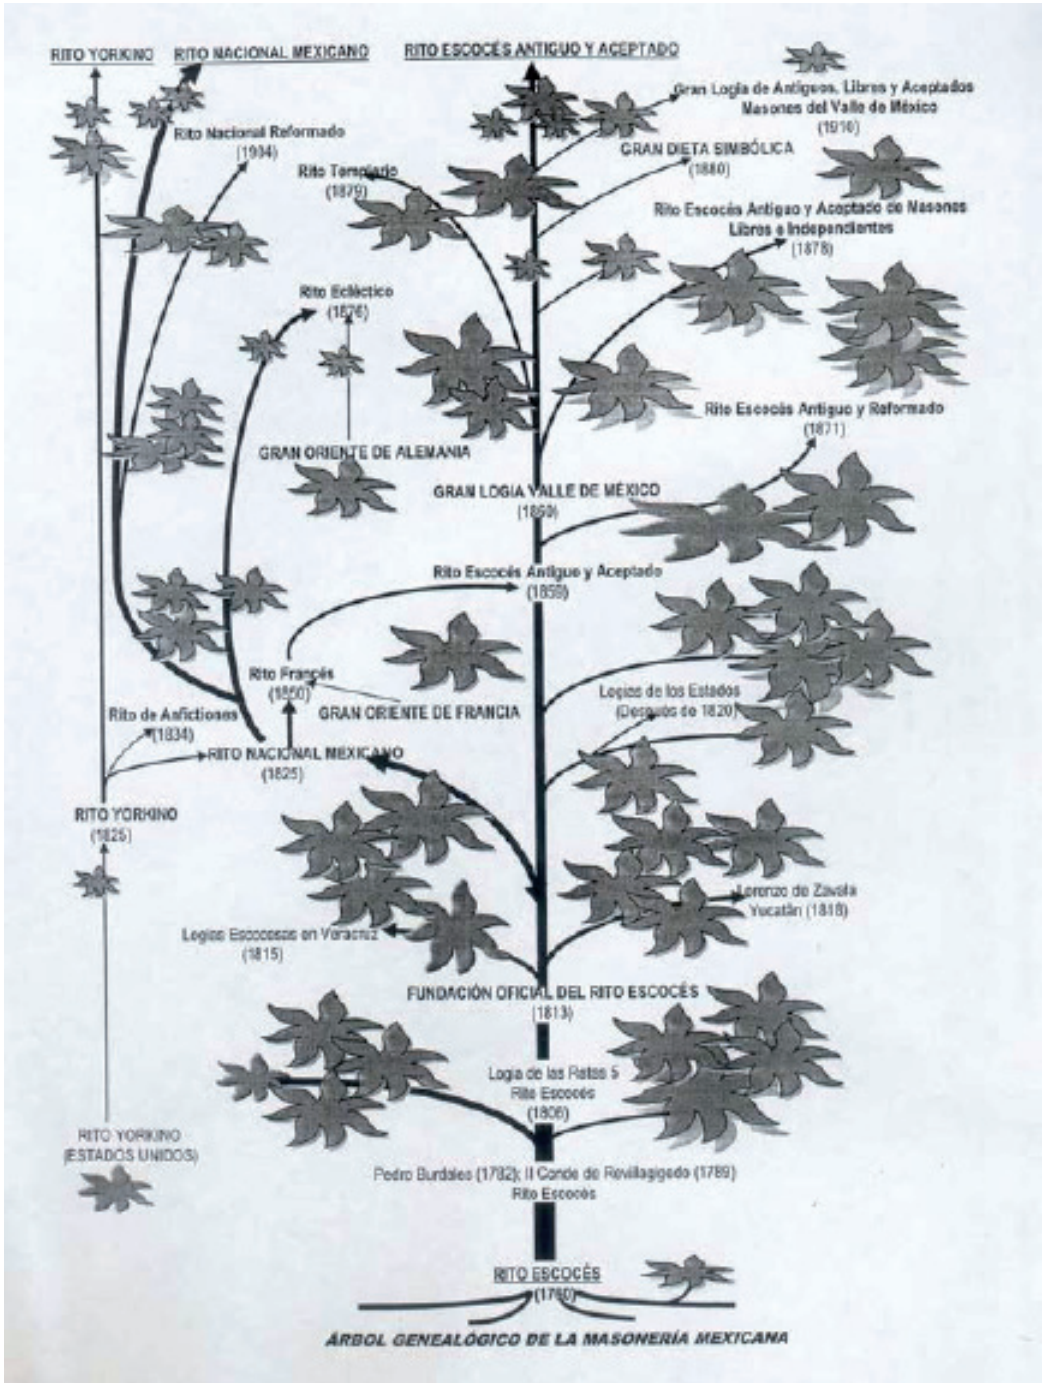 RITO YORKINO
RITO NACIONAL MEXICANO
RITO ESCOCÉS ANTIGUO Y ACEPTADO
Gran Logia de Antiguos, Libres y Aceptados
Masones del Valle de México
(1910)
Rito Nacional Reformado
(1904)
GRAN DIETA SIMBÓLICA
(1880)
Rito Templario
(1879)
Rito Escocés Antiguo y Aceptado de Masones
Libres e Independientes
(1878)
Rito Ecléctico
(1876)
Rito Escocés Antiguo y Reformado
(1871)
GRAN ORIENTE DE ALEMANIA
GRAN LOGIA VALLE DE MÉXICO
(1860)
Rito Escocés Antiguo y Aceptado
(1859)
Rito Francés
GRAN ORIENTE DE FRANCIA
Logias de los Estados
(Después de 1820)
Rito de Anfictiones
(1834)
RITO NACIONAL MEXICANO
(1825)
RITO YORKINO
(1825)
Lorenzo de Zavala
Yucatán (1818)
Logias Escocesas en Veracruz
(1815)
FUNDACIÓN OFICIAL DEL RITO ESCOCÉS
(1813)
Logia de las Ratas 5
Rito Escocés
(1806)
RITO YORKINO
(ESTADOS UNIDOS)
Pedro Burdales (1782); II Conde de Revillagigedo (1789)
Rito Escocés
RITO ESCOCÉS
(1760)
ÁRBOL GENEALÓGICO DE LA MASONERÍA MEXICANA